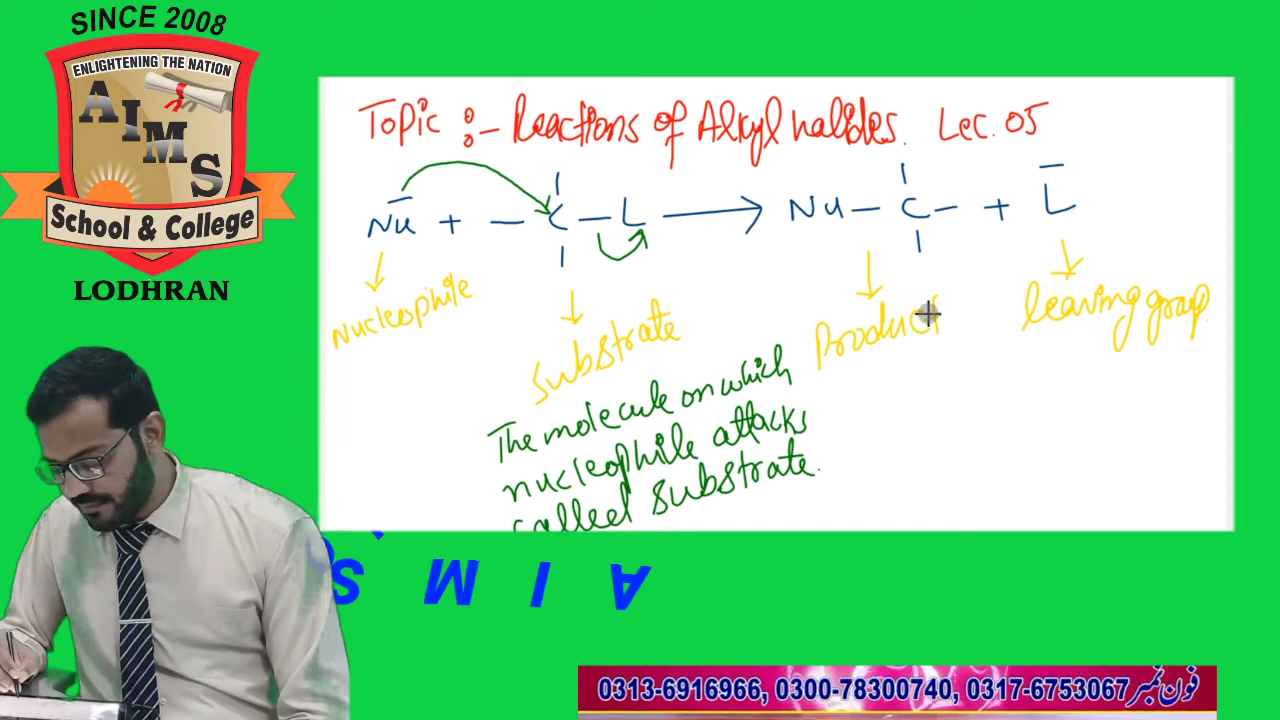 SINCE 2008
ENLIGHTENING THE NATION
AIMS
School & College
LODHRAN
Topic :- Reactions of Alkyl halides. Lec. 05
Nu⁻ + — C — L ⟶ Nu — C — + L⁻
Nucleophile
Substrate
Product
leaving group.
The molecule on which
nucleophile attacks
called substrate.
A I M S
0313-6916966, 0300-78300740, 0317-6753067 فون نمبر